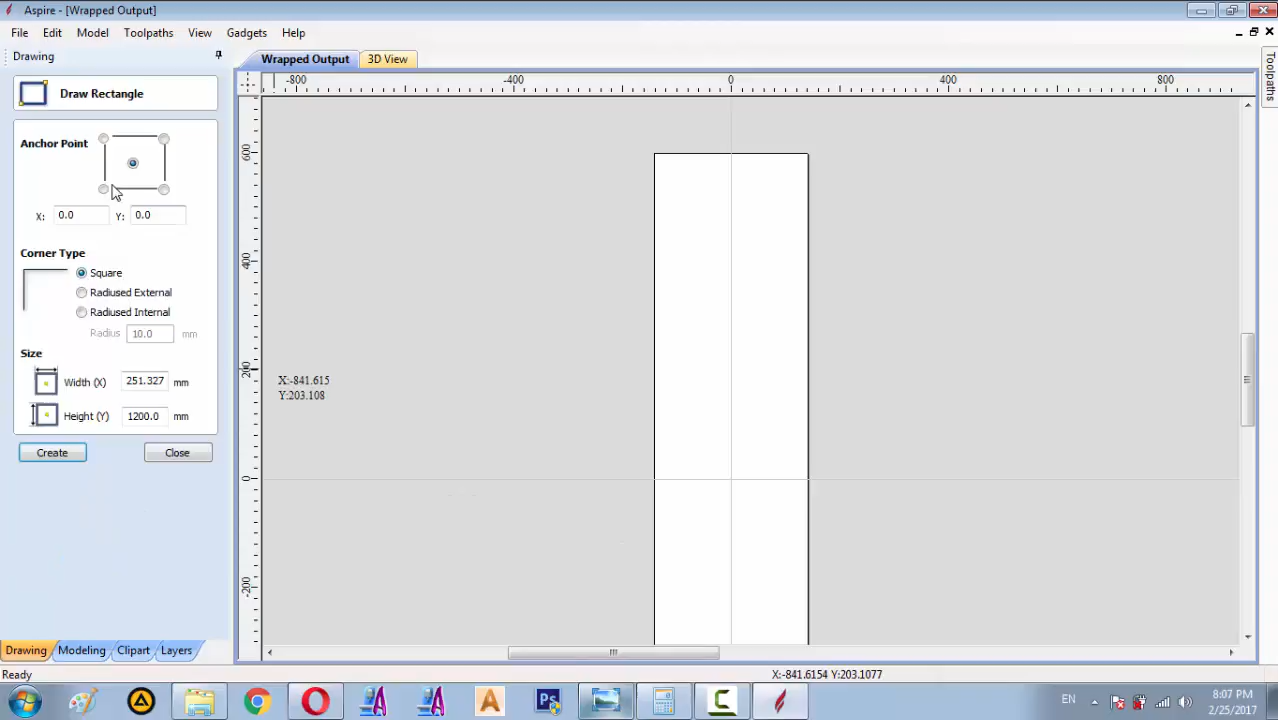 Aspire - [Wrapped Output]
File Edit Model Toolpaths View Gadgets Help
Drawing
Wrapped Output 3D View
Toolpaths
Draw Rectangle
-800 -400 0 400 800
Anchor Point
X: 0.0 Y: 0.0
Corner Type
Square
Radiused External
Radiused Internal
Radius 10.0 mm
Size
Width (X) 251.327 mm
Height (Y) 1200.0 mm
Create Close
600
400
200
0
-200
X:-841.615
Y:203.108
Drawing Modeling Clipart Layers
Ready
X:-841.6154 Y:203.1077
EN
8:07 PM
2/25/2017